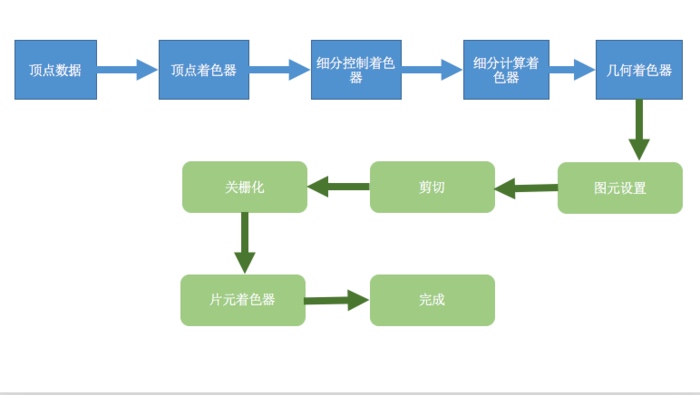 顶点数据
顶点着色器
细分控制着色
器
细分计算着
色器
几何着色器
图元设置
剪切
关栅化
片元着色器
完成